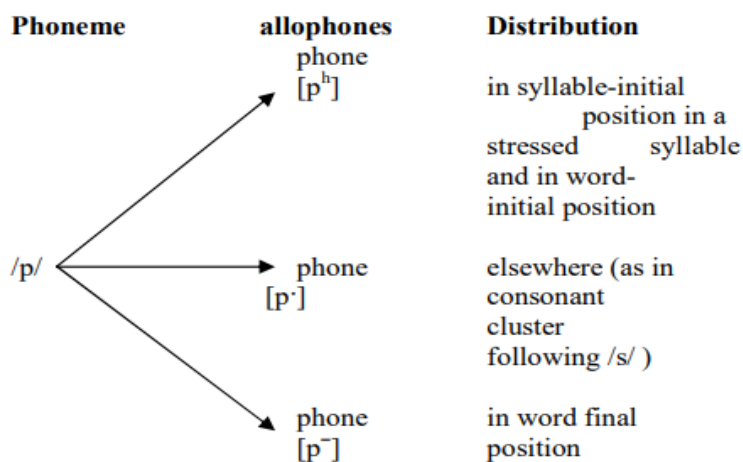 Phoneme allophones Distribution
phone
[pʰ] in syllable-initial
position in a
stressed syllable
and in word-
initial position
/p/ phone elsewhere (as in
[p·] consonant
cluster
following /s/ )
phone in word final
[p⁻] position